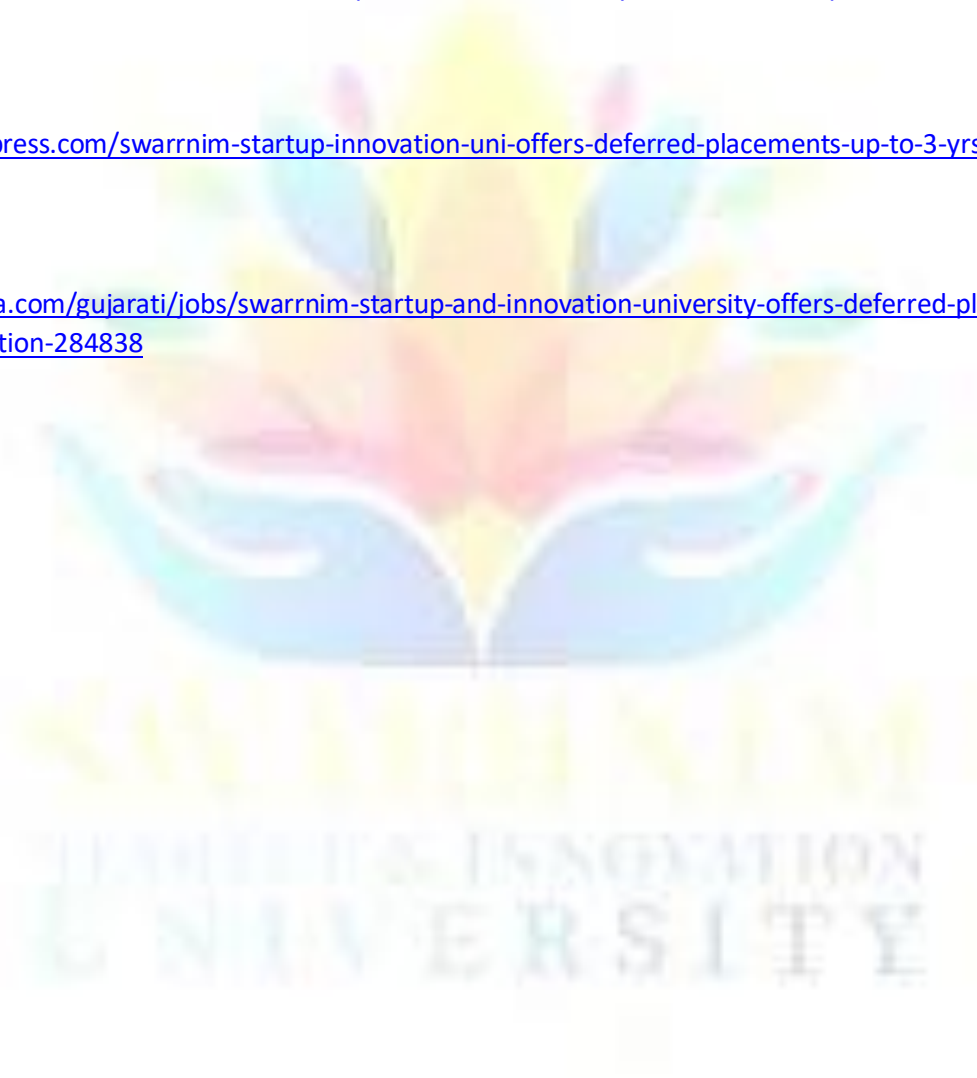 press.com/swarrnim-startup-innovation-uni-offers-deferred-placements-up-to-3-yrs
a.com/gujarati/jobs/swarrnim-startup-and-innovation-university-offers-deferred-pl
tion-284838
SWARRNIM
STARTUP & INNOVATION
UNIVERSITY